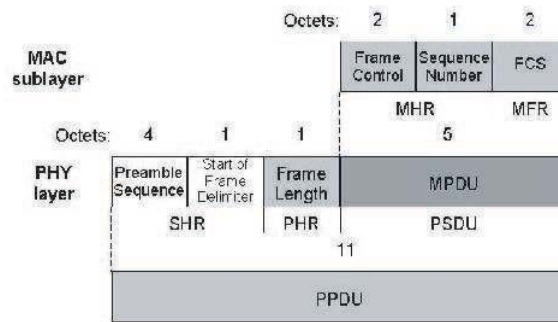 Octets: 2 1 2
MAC sublayer
Frame Control
Sequence Number
FCS
MHR MFR
Octets: 4 1 1 5
PHY layer
Preamble Sequence
Start of Frame Delimiter
Frame Length
MPDU
SHR PHR PSDU
11
PPDU